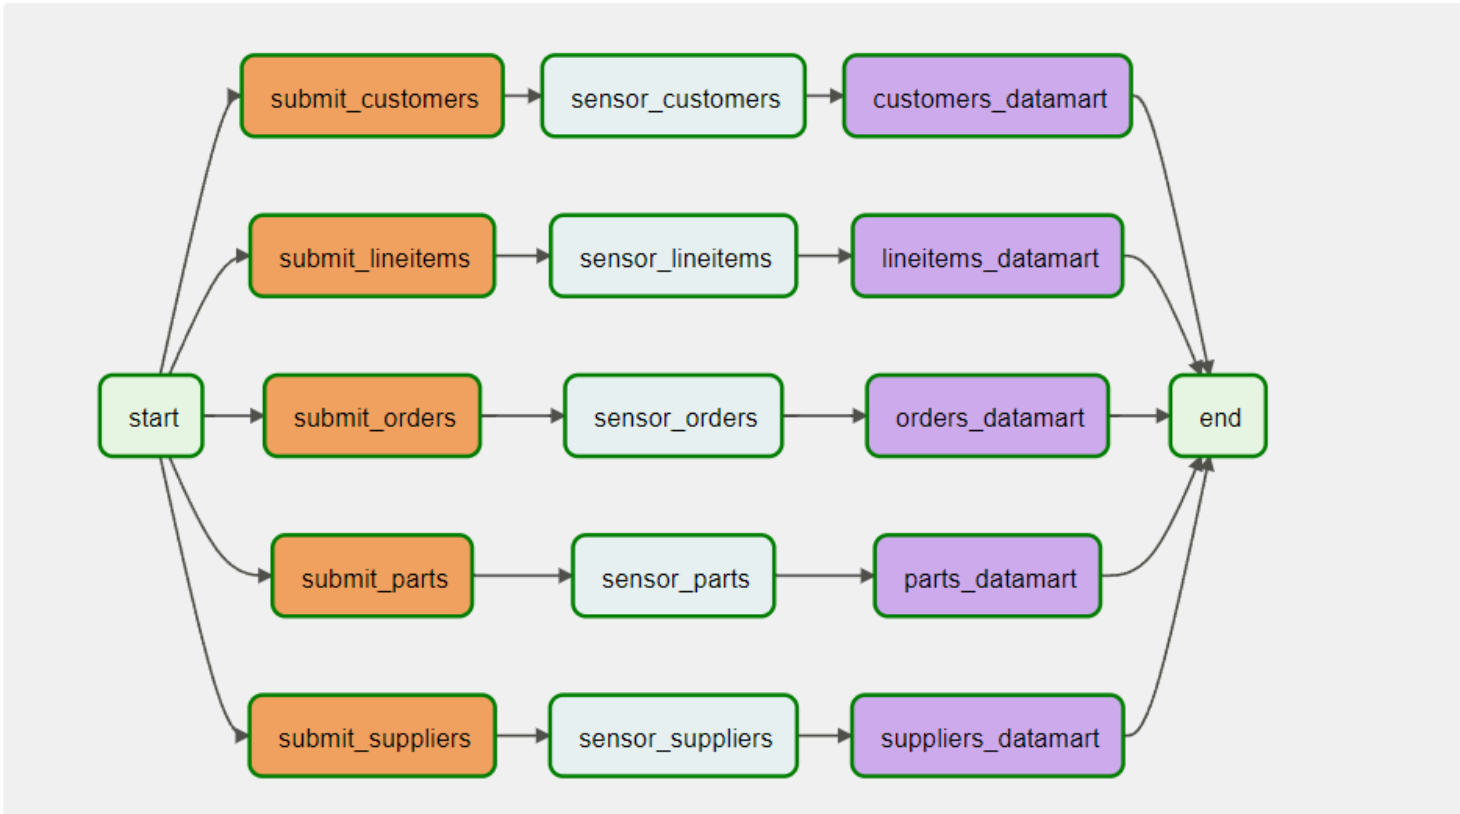 submit_customers
sensor_customers
customers_datamart
submit_lineitems
sensor_lineitems
lineitems_datamart
start
submit_orders
sensor_orders
orders_datamart
end
submit_parts
sensor_parts
parts_datamart
submit_suppliers
sensor_suppliers
suppliers_datamart